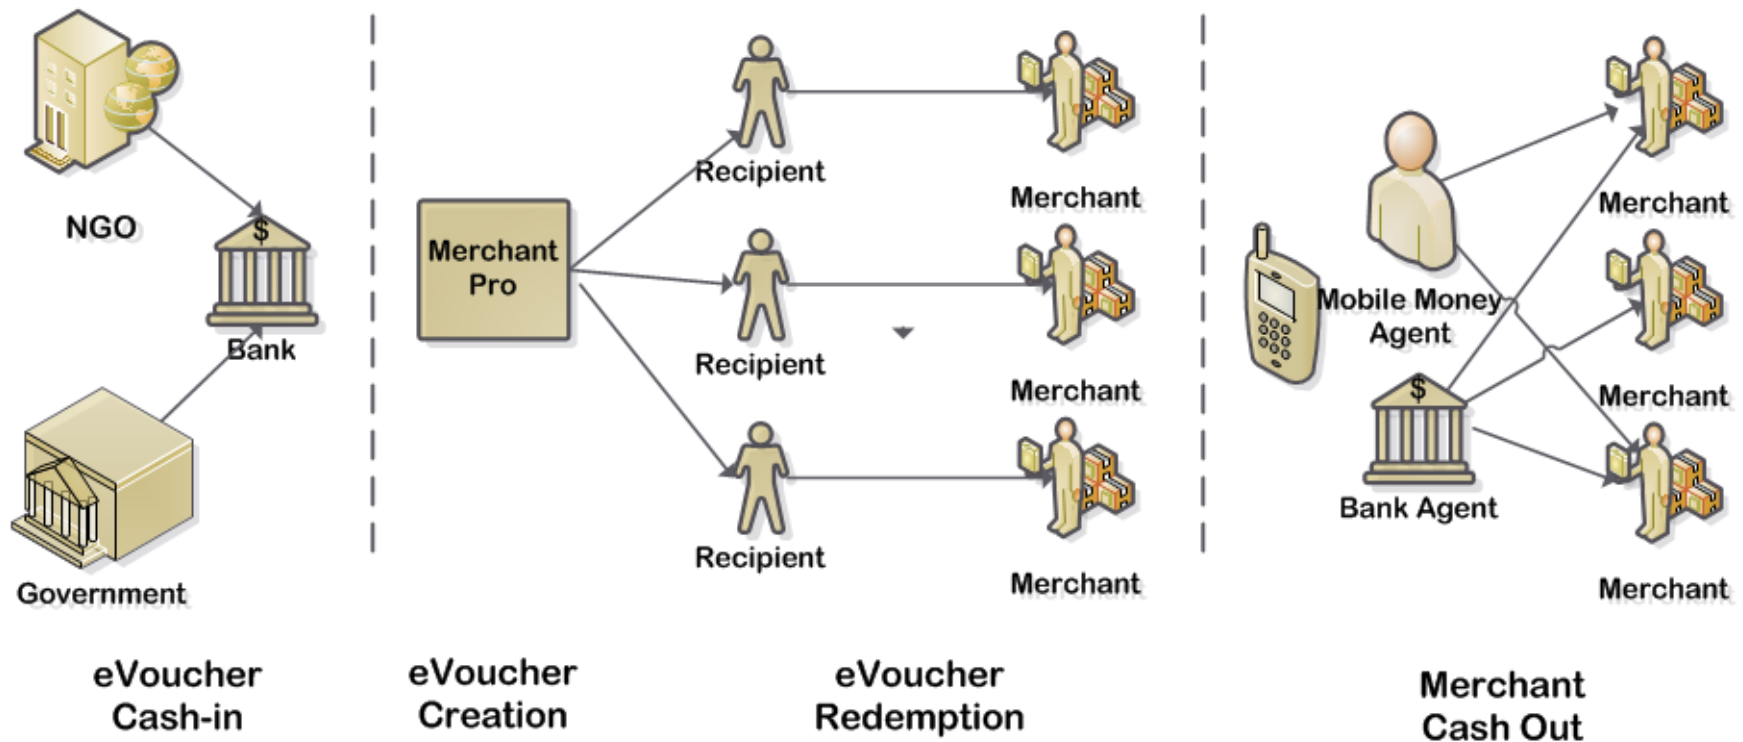 NGO
$
Bank
Government
Merchant
Pro
Recipient
Merchant
Recipient
Merchant
Recipient
Merchant
Mobile Money
Agent
$
Bank Agent
Merchant
Merchant
Merchant
eVoucher
Cash-in
eVoucher
Creation
eVoucher
Redemption
Merchant
Cash Out